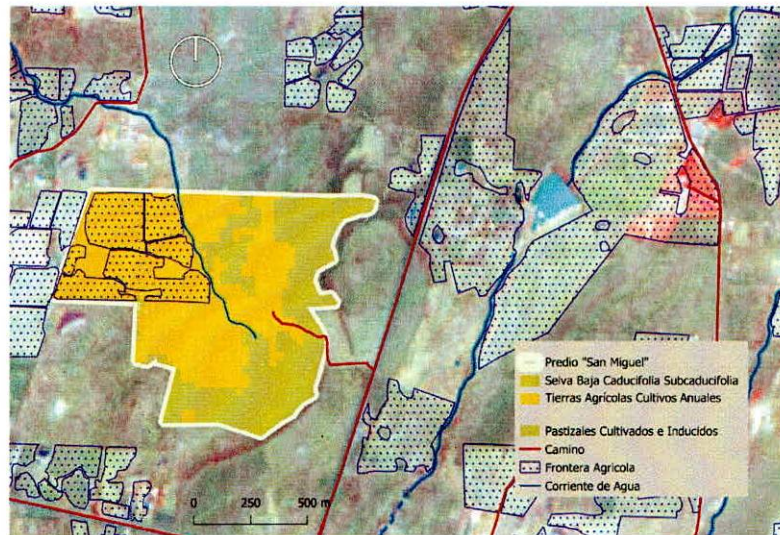 Predio "San Miguel"
Selva Baja Caducifolia Subcaducifolia
Tierras Agrícolas Cultivos Anuales
Pastizales Cultivados e Inducidos
Camino
Frontera Agricola
Corriente de Agua
0 250 500 m